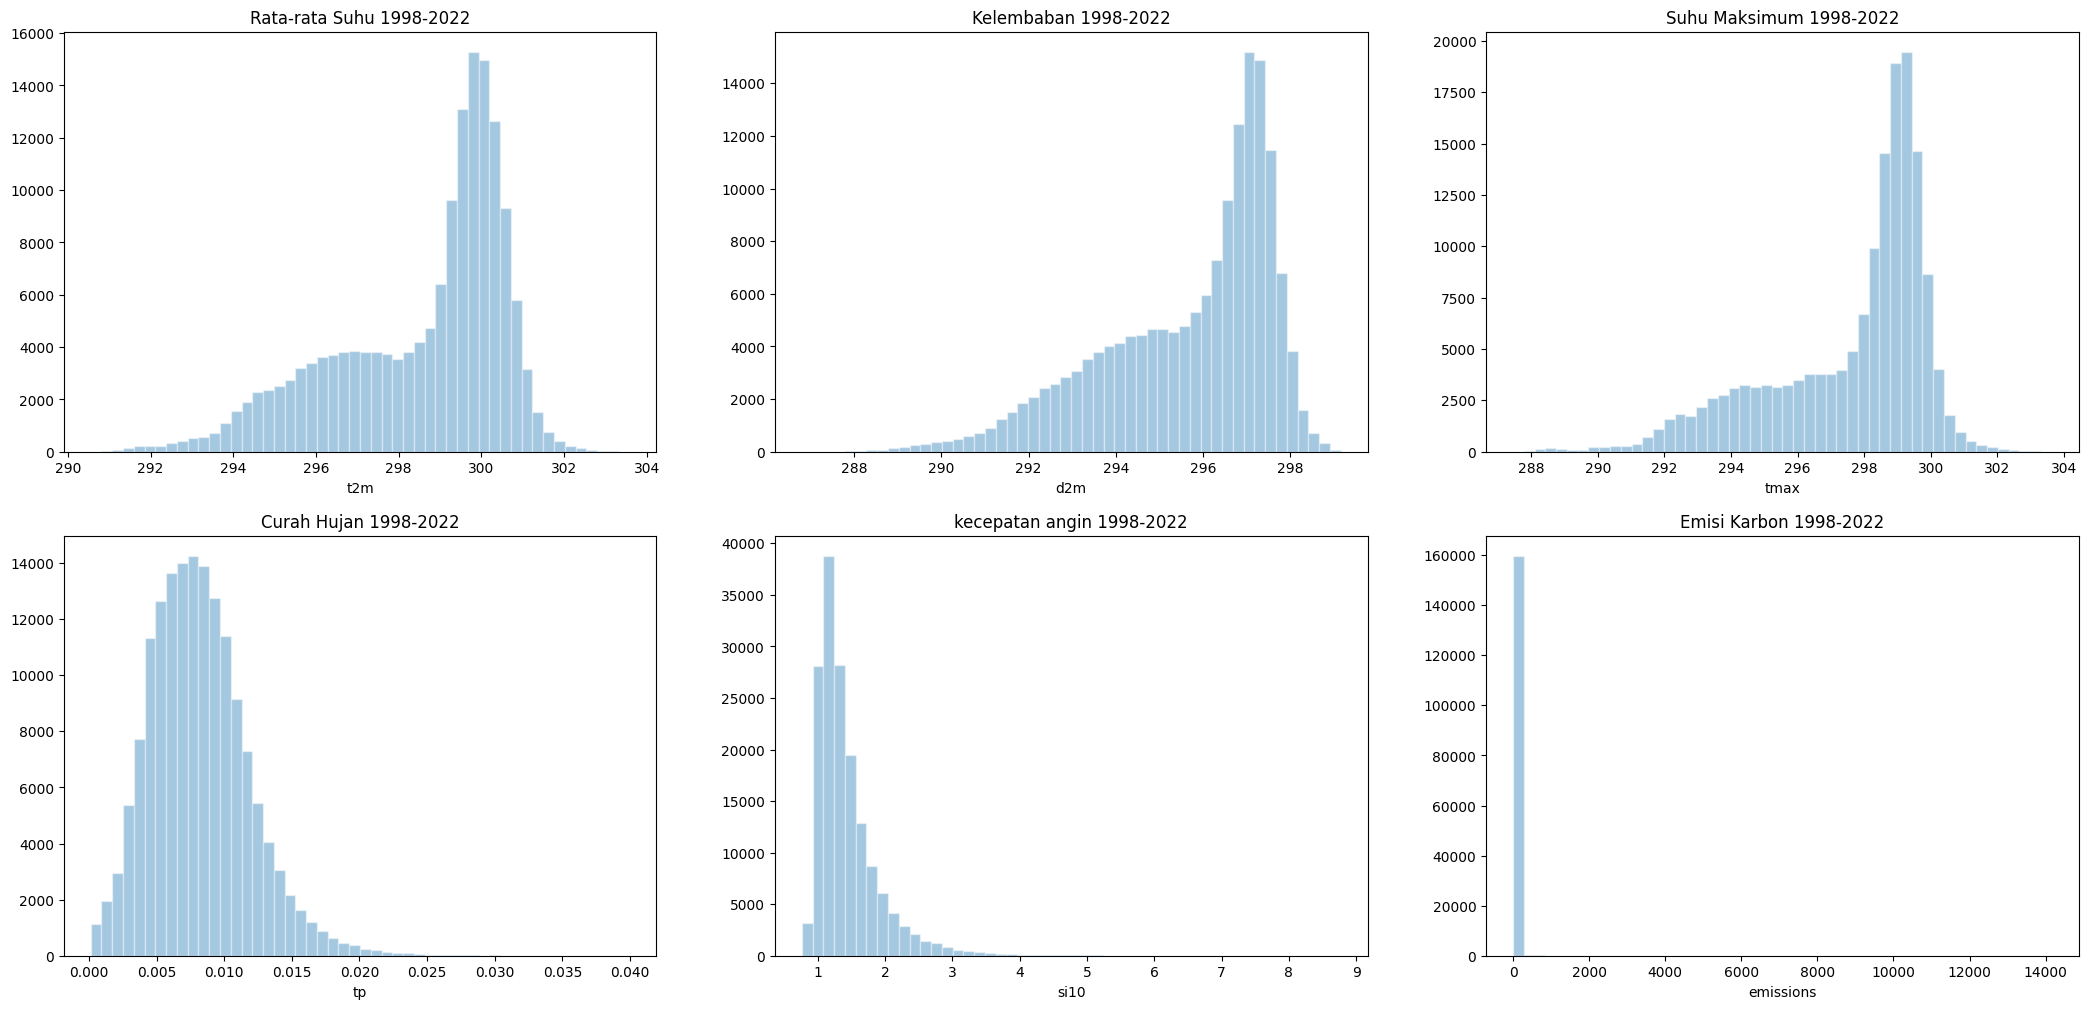 Rata-rata Suhu 1998-2022
16000
14000
12000
10000
8000
6000
4000
2000
0
290 292 294 296 298 300 302 304
t2m
Kelembaban 1998-2022
14000
12000
10000
8000
6000
4000
2000
0
288 290 292 294 296 298
d2m
Suhu Maksimum 1998-2022
20000
17500
15000
12500
10000
7500
5000
2500
0
288 290 292 294 296 298 300 302 304
tmax
Curah Hujan 1998-2022
14000
12000
10000
8000
6000
4000
2000
0
0.000 0.005 0.010 0.015 0.020 0.025 0.030 0.035 0.040
tp
kecepatan angin 1998-2022
40000
35000
30000
25000
20000
15000
10000
5000
0
1 2 3 4 5 6 7 8 9
si10
Emisi Karbon 1998-2022
160000
140000
120000
100000
80000
60000
40000
20000
0
0 2000 4000 6000 8000 10000 12000 14000
emissions